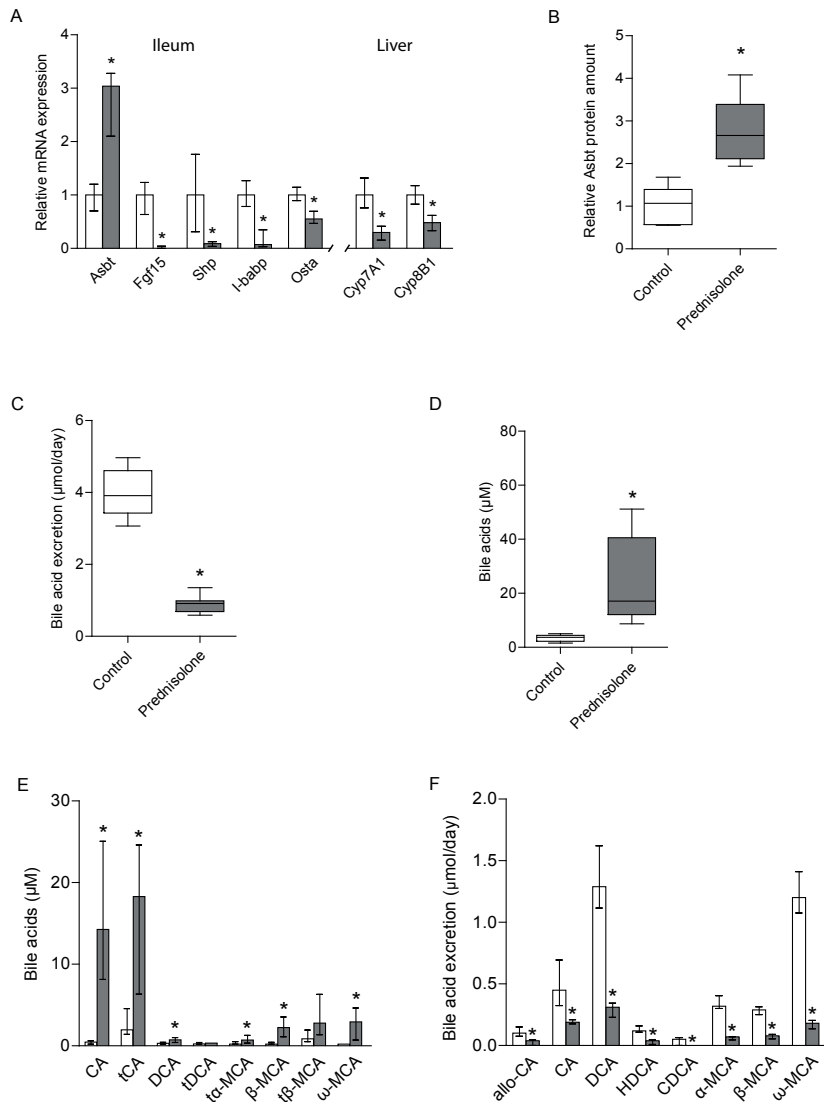 A
Ileum
Liver
Relative mRNA expression
4
3
2
1
0
*
*
*
*
*
*
*
Asbt
Fgf15
Shp
I-babp
Osta
Cyp7A1
Cyp8B1
B
Relative Asbt protein amount
5
4
3
2
1
0
*
Control
Prednisolone
C
Bile acid excretion (µmol/day)
6
4
2
0
*
Control
Prednisolone
D
Bile acids (µM)
80
60
40
20
0
*
Control
Prednisolone
E
Bile acids (µM)
30
20
10
0
*
*
*
*
*
*
CA
tCA
DCA
tDCA
tα-MCA
β-MCA
tβ-MCA
ω-MCA
F
Bile acid excretion (µmol/day)
2.0
1.5
1.0
0.5
0.0
*
*
*
*
*
*
*
*
allo-CA
CA
DCA
HDCA
CDCA
α-MCA
β-MCA
ω-MCA